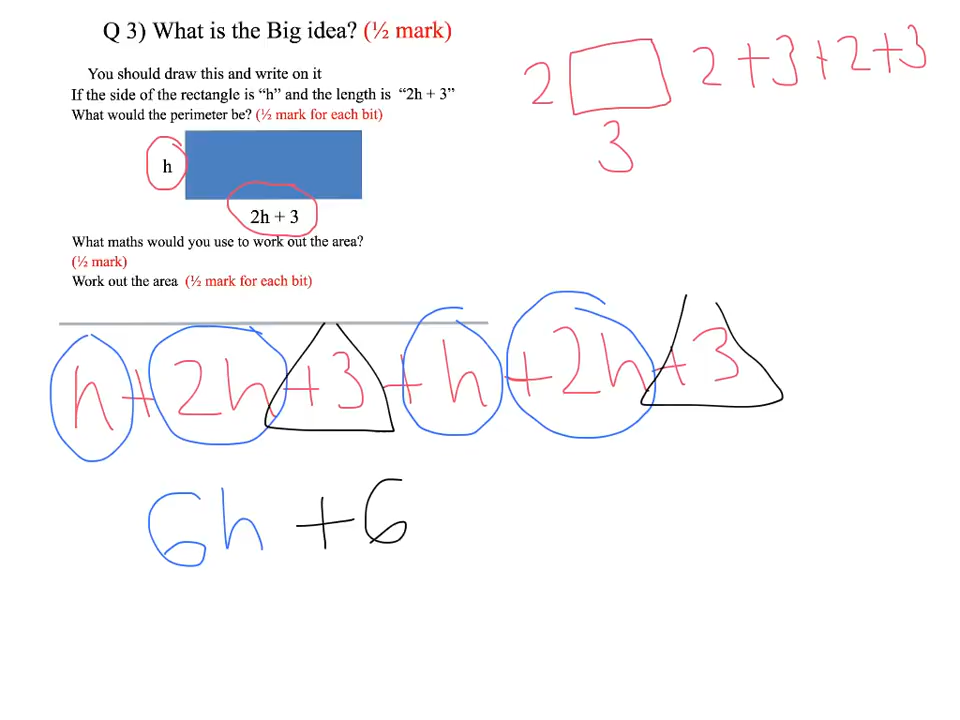 Q 3) What is the Big idea? (½ mark)
You should draw this and write on it
If the side of the rectangle is “h” and the length is “2h + 3”
What would the perimeter be? (½ mark for each bit)
h
2h + 3
What maths would you use to work out the area?
(½ mark)
Work out the area (½ mark for each bit)
2
3
2+3+2+3
h+2h+3+h+2h+3
6h+6